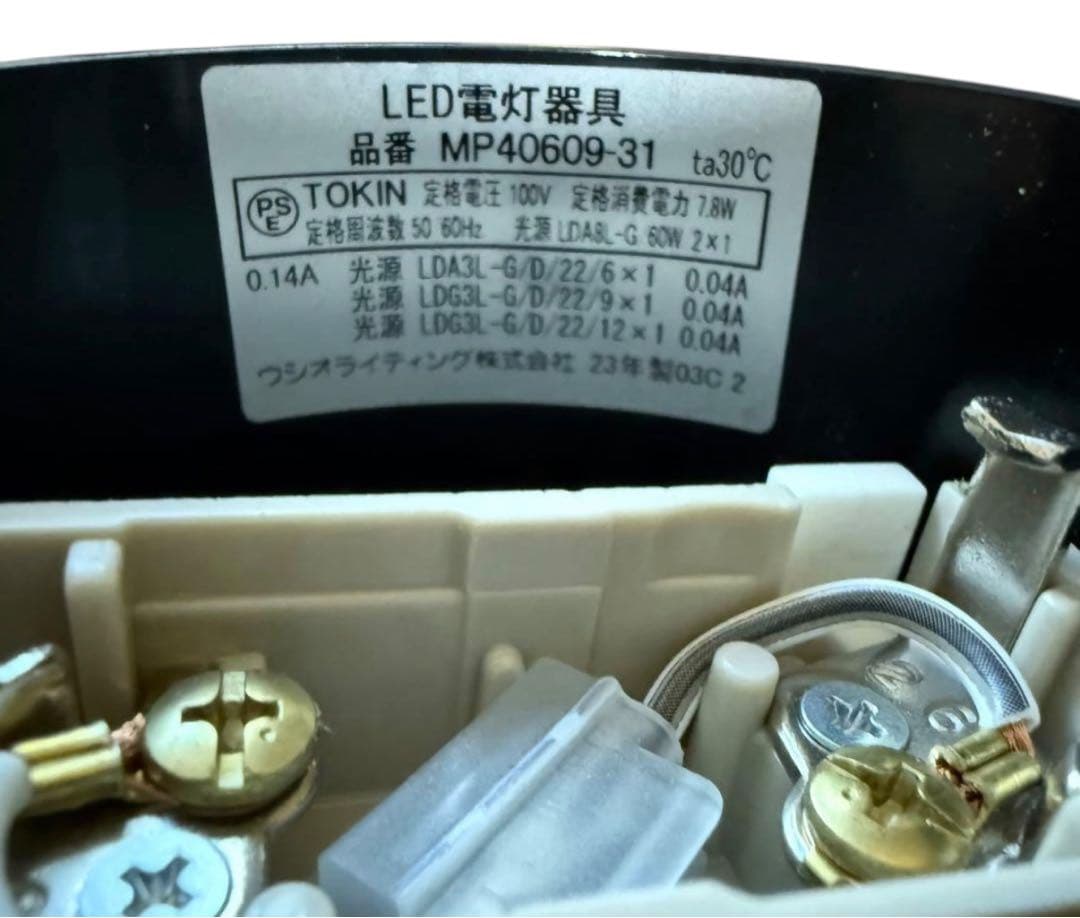 LED電灯器具
品番 MP40609-31 ta30℃
PSE TOKIN 定格電圧 100V 定格消費電力 7.8W
定格周波数 50 60Hz 光源 LDA8L-G 60W 2×1
0.14A 光源 LDA3L-G/D/22/6×1 0.04A
光源 LDG3L-G/D/22/9×1 0.04A
光源 LDG3L-G/D/22/12×1 0.04A
ウシオライティング株式会社 23年製03C 2